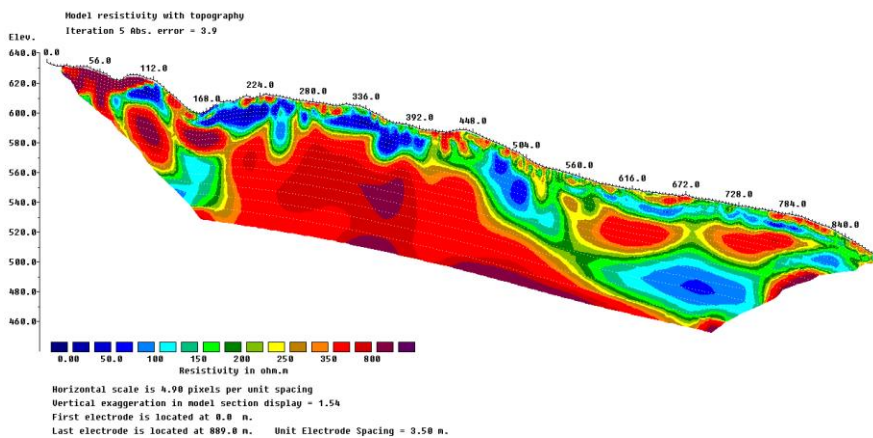 Model resistivity with topography
Iteration 5 Abs. error = 3.9
Elev.
0.0
640.0
56.0
112.0
620.0
168.0
224.0
280.0
336.0
600.0
392.0
448.0
580.0
504.0
560.0
560.0
616.0
540.0
672.0
728.0
520.0
784.0
840.0
500.0
480.0
460.0
0.00 50.0 100 150 200 250 350 800
Resistivity in ohm.m
Horizontal scale is 4.90 pixels per unit spacing
Vertical exaggeration in model section display = 1.54
First electrode is located at 0.0 m.
Last electrode is located at 889.0 m. Unit Electrode Spacing = 3.50 m.